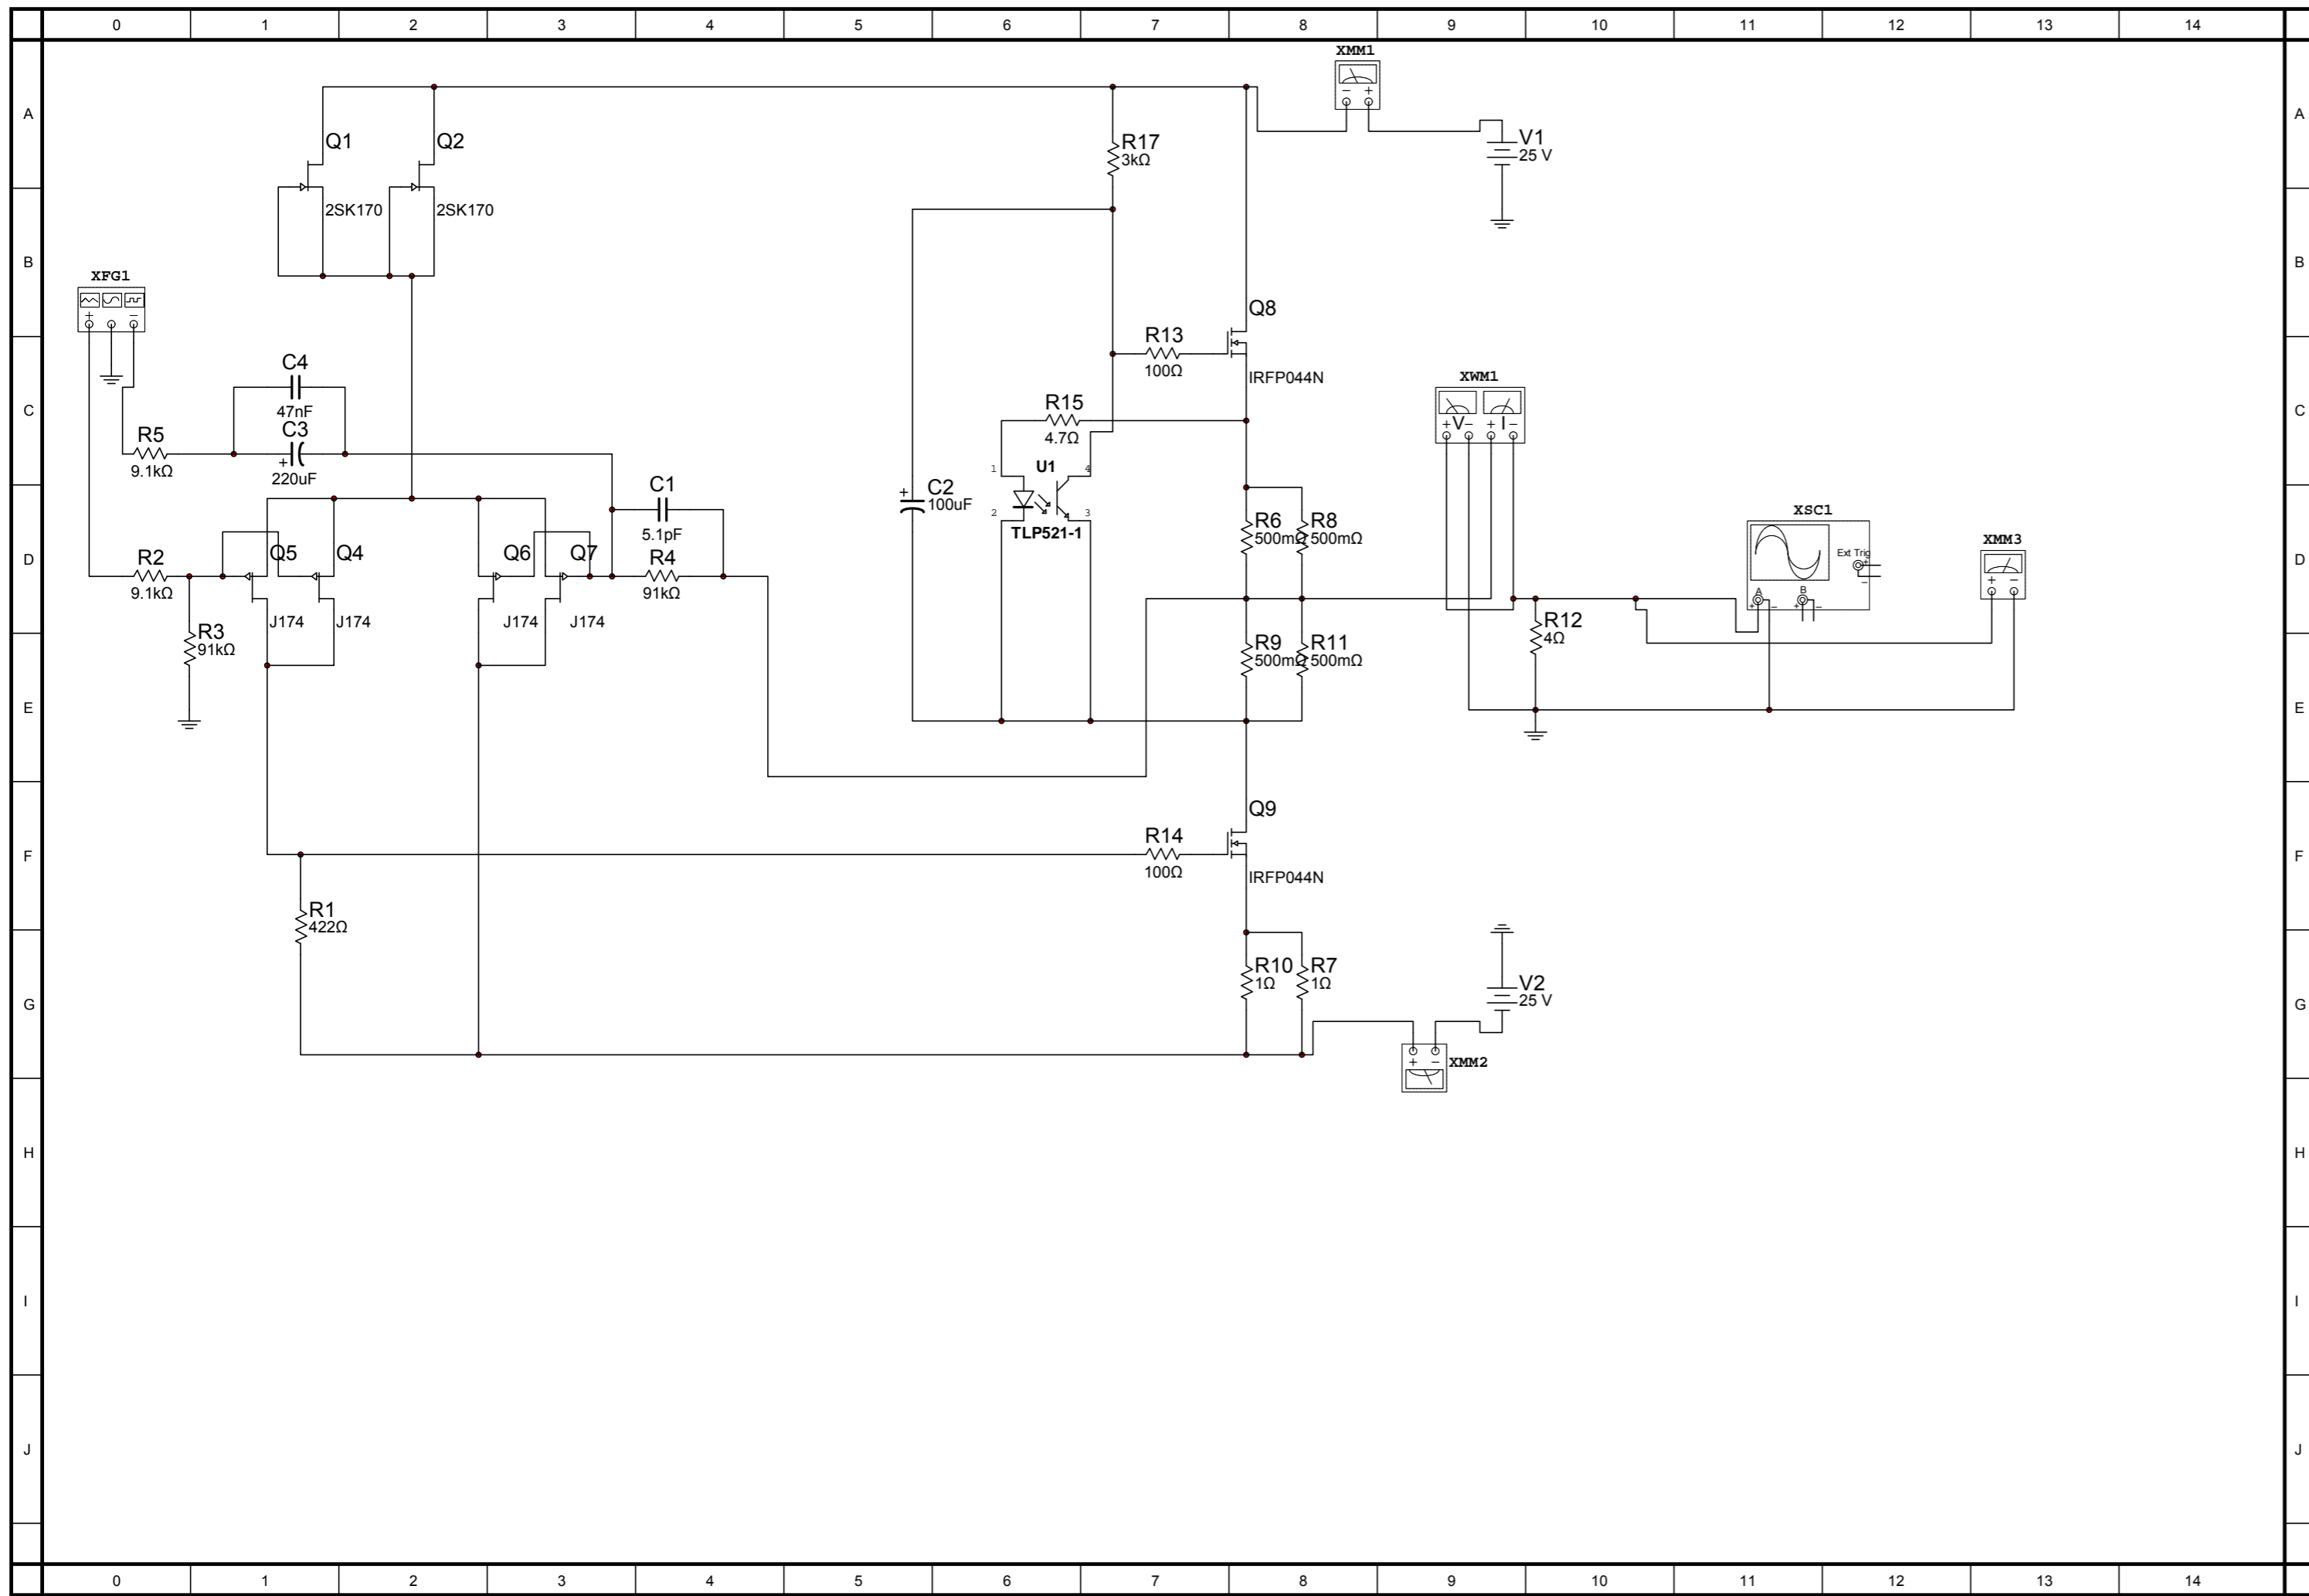 0 1 2 3 4 5 6 7 8 9 10 11 12 13 14
XMM1
- +
A A
Q1 Q2
R17
3kΩ
V1
25 V
2SK170 2SK170
B B
XFG1
+ -
Q8
R13
100Ω
IRFP044N
C4
47nF
C C
C3
+
220uF
R5
9.1kΩ
R15
4.7Ω
XWM1
+V- +I-
1 U1 4
2 3
TLP521-1
+
C2
100uF
C1
5.1pF
R6
500mΩ
R8
500mΩ
XSC1
Ext Trig
+
-
A B
+ - + -
XMM3
+ -
D D
R2
9.1kΩ
Q5 Q4 Q6 Q7
R4
91kΩ
J174 J174 J174 J174
R3
91kΩ
R12
4Ω
R9
500mΩ
R11
500mΩ
E E
Q9
R14
100Ω
IRFP044N
F F
R1
422Ω
R10
1Ω
R7
1Ω
V2
25 V
G G
+ -
XMM2
H H
I I
J J
0 1 2 3 4 5 6 7 8 9 10 11 12 13 14